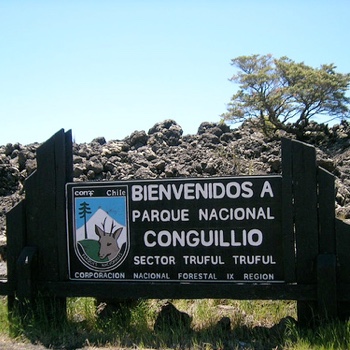 conaf Chile
BIENVENIDOS A
PARQUE NACIONAL
CONGUILLIO
SECTOR TRUFUL TRUFUL
CORPORACION NACIONAL FORESTAL IX REGION